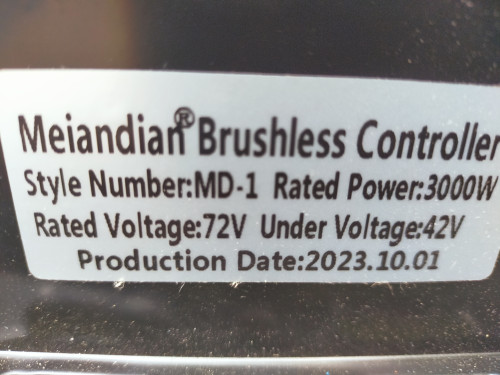 Meiandian® Brushless Controller
Style Number:MD-1 Rated Power:3000W
Rated Voltage:72V Under Voltage:42V
Production Date:2023.10.01